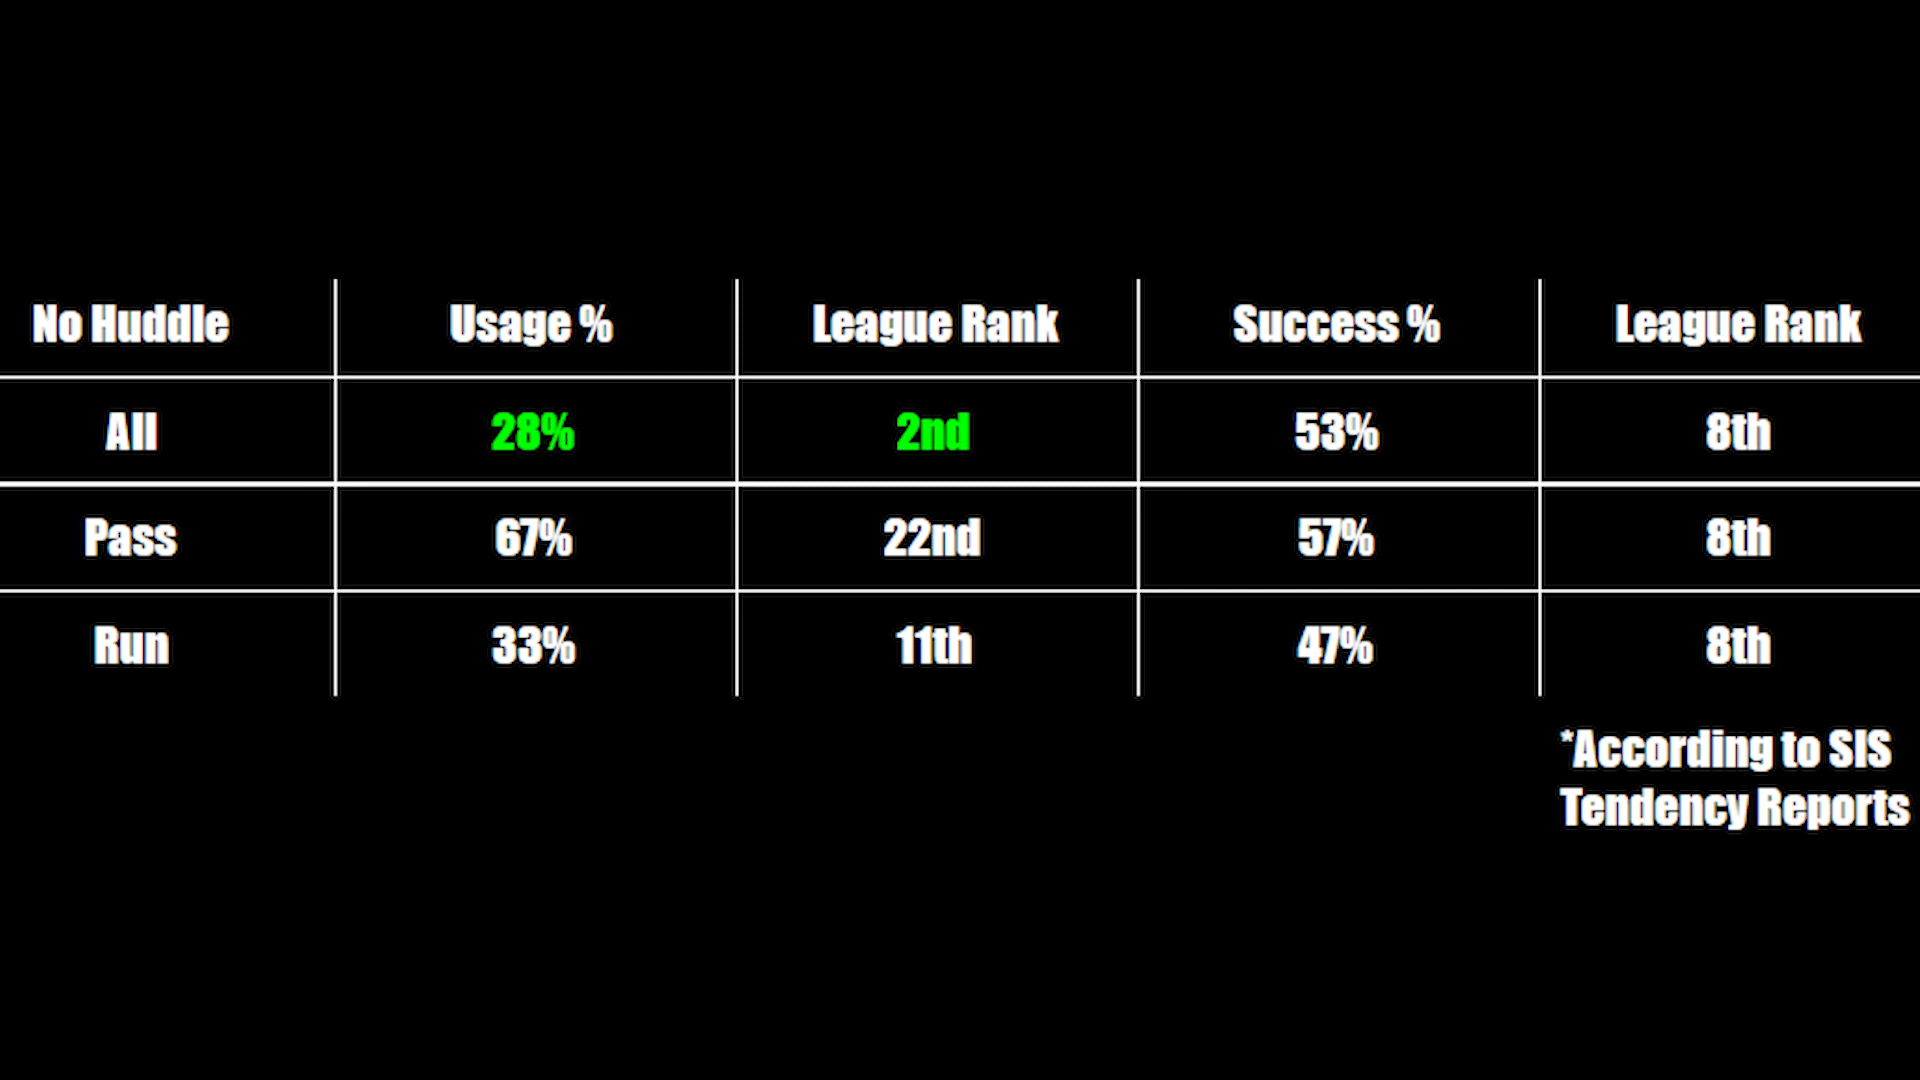 No Huddle Usage % League Rank Success % League Rank
All 28% 2nd 53% 8th
Pass 67% 22nd 57% 8th
Run 33% 11th 47% 8th
*According to SIS
Tendency Reports